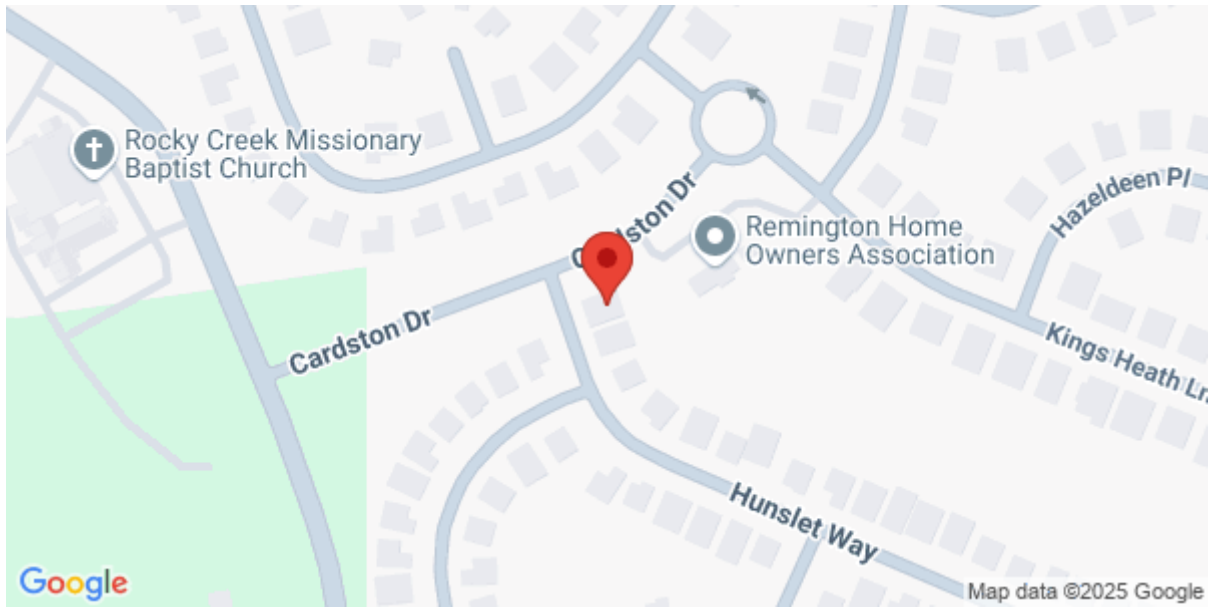 Rocky Creek Missionary
Baptist Church
Cardston Dr
Remington Home
Owners Association
Hazeldeen Pl
Cardston Dr
Kings Heath Ln
Hunslet Way
Google
Map data ©2025 Google